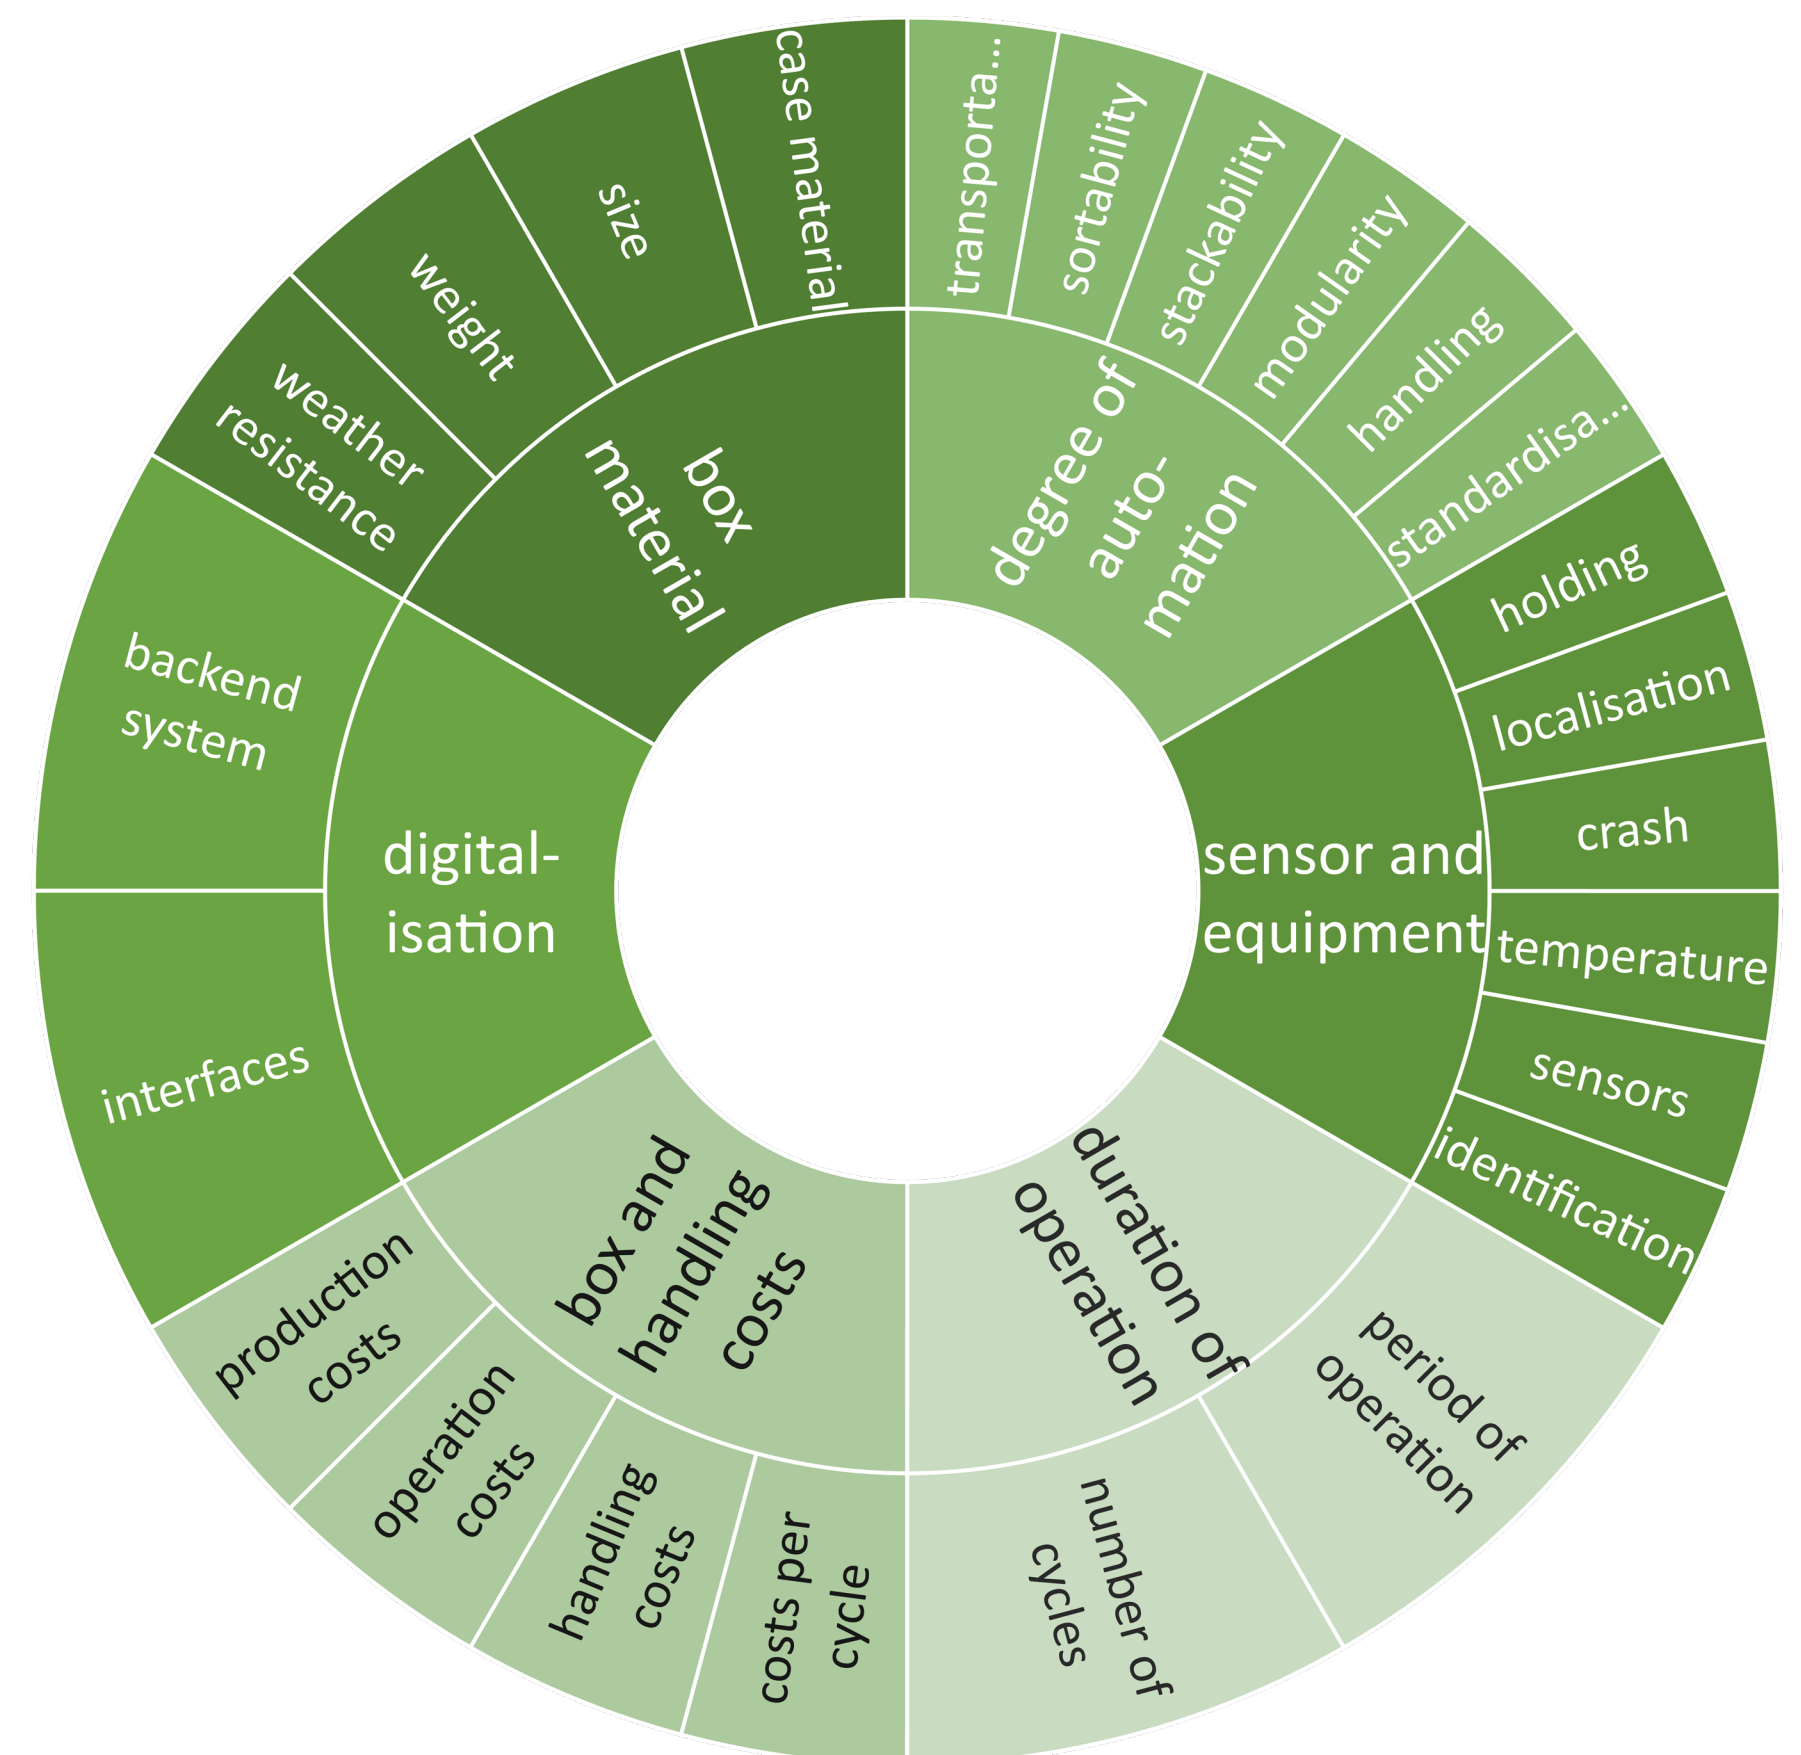 degree of
auto-
mation
transporta...
sortability
stackability
modularity
handling
standardisa...
sensor and
equipment
holding
localisation
crash
temperature
sensors
identification
duration of
operation
period of
operation
number of
cycles
box and
handling
costs
costs per
cycle
handling
costs
operation
costs
production
costs
digital-
isation
interfaces
backend
system
box
material
weather
resistance
weight
size
case material